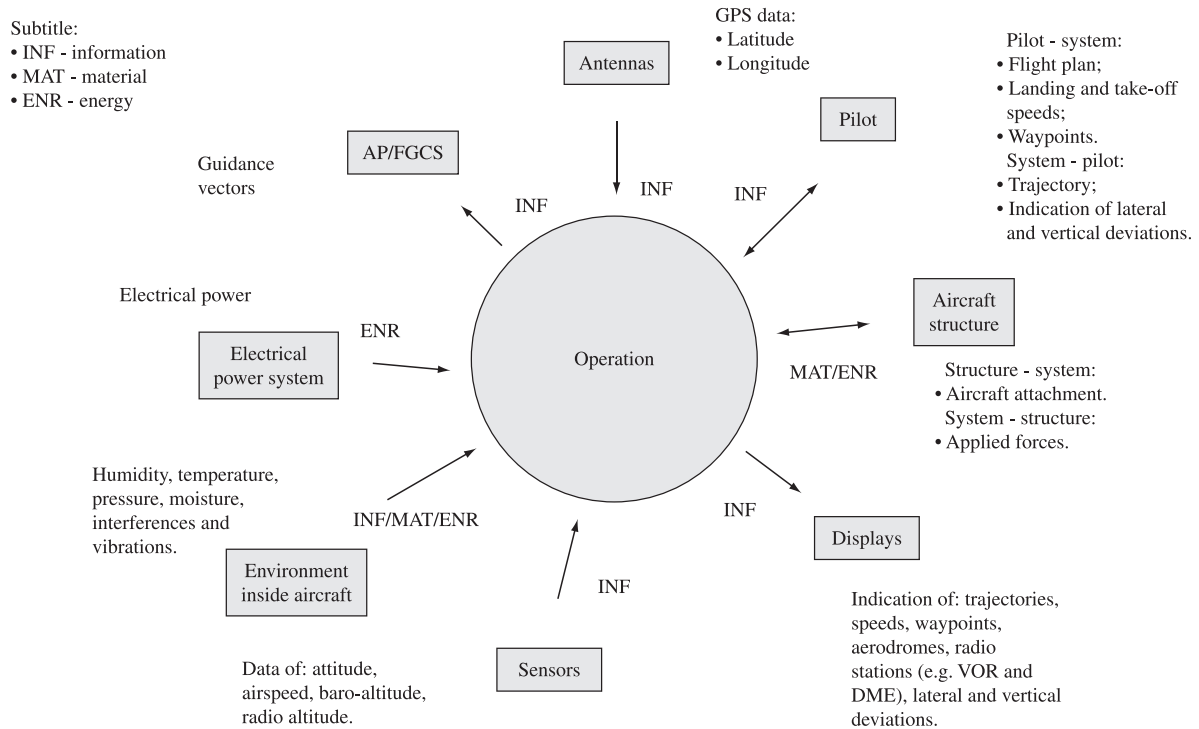 Subtitle:
• INF - information
• MAT - material
• ENR - energy
Antennas
GPS data:
• Latitude
• Longitude
Pilot
Pilot - system:
• Flight plan;
• Landing and take-off
speeds;
• Waypoints.
System - pilot:
• Trajectory;
• Indication of lateral
and vertical deviations.
AP/FGCS
Guidance
vectors
INF
INF
INF
Electrical power
Electrical
power system
ENR
Operation
Aircraft
structure
MAT/ENR
Structure - system:
• Aircraft attachment.
System - structure:
• Applied forces.
Humidity, temperature,
pressure, moisture,
interferences and
vibrations.
INF/MAT/ENR
Environment
inside aircraft
INF
Displays
INF
Sensors
Data of: attitude,
airspeed, baro-altitude,
radio altitude.
Indication of: trajectories,
speeds, waypoints,
aerodromes, radio
stations (e.g. VOR and
DME), lateral and vertical
deviations.